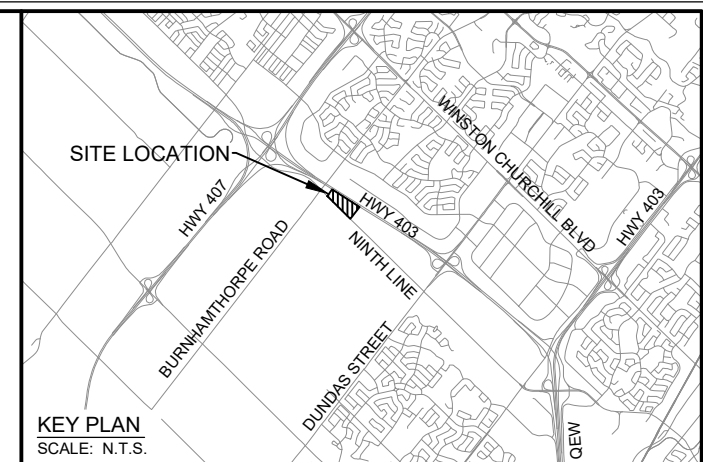 WINSTON CHURCHILL BLVD
SITE LOCATION
HWY 407
HWY 403
HWY 403
BURNHAMTHORPE ROAD
NINTH LINE
DUNDAS STREET
QEW
KEY PLAN
SCALE: N.T.S.